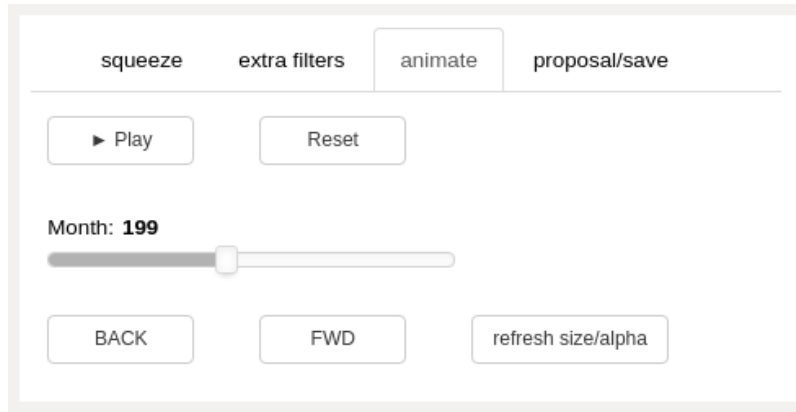 squeeze extra filters animate proposal/save
► Play Reset
Month: 199
BACK FWD refresh size/alpha